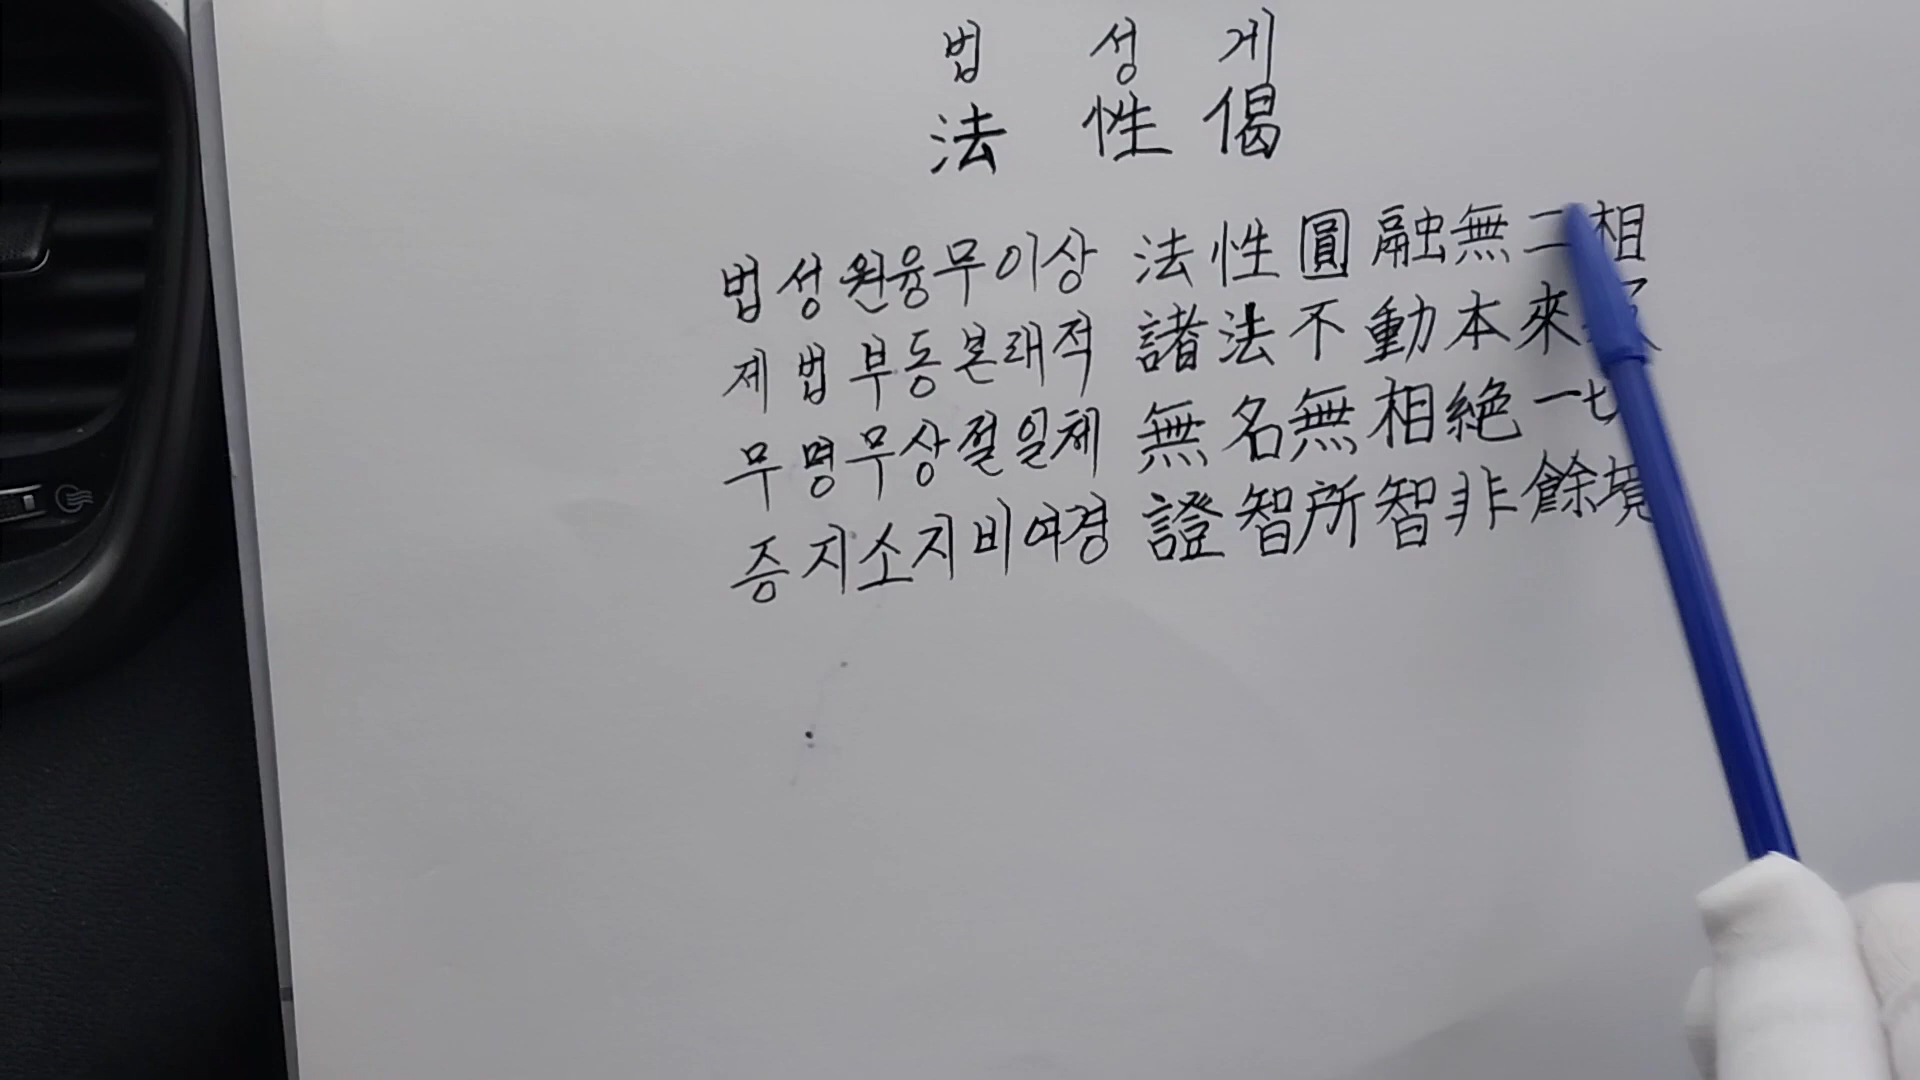 법 성 게
法 性 偈
법성원융무이상 法性圓融無二相
제법부동본래적 諸法不動本來
무명무상절일체 無名無相絶一切
증지소지비여경 證智所智非餘境